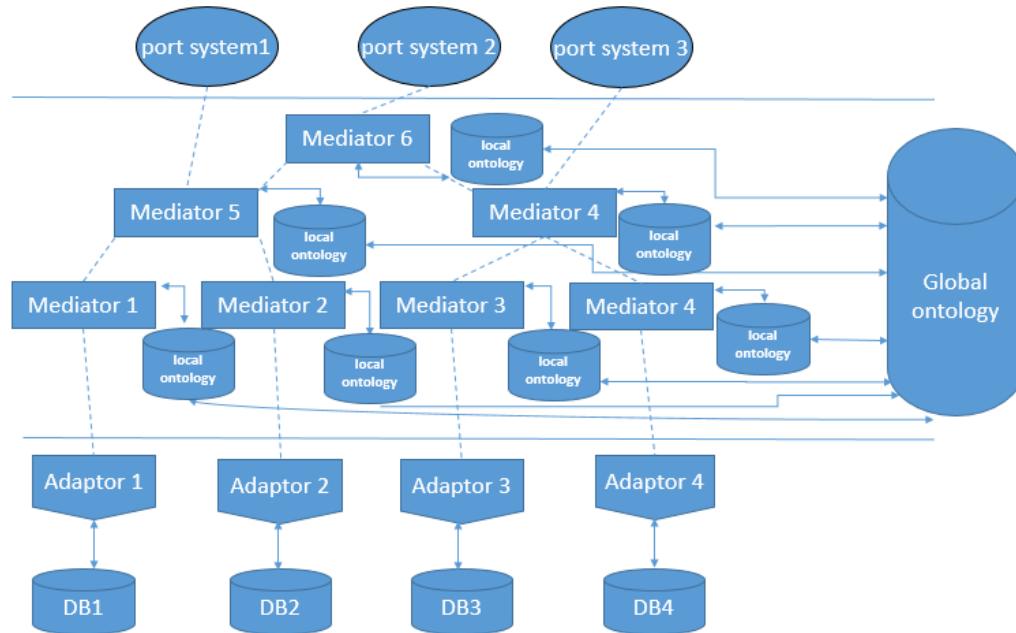 port system1
port system 2
port system 3
Mediator 6
local
ontology
Mediator 5
local
ontology
Mediator 4
local
ontology
Global
ontology
Mediator 1
local
ontology
Mediator 2
local
ontology
Mediator 3
local
ontology
Mediator 4
local
ontology
Adaptor 1
Adaptor 2
Adaptor 3
Adaptor 4
DB1
DB2
DB3
DB4